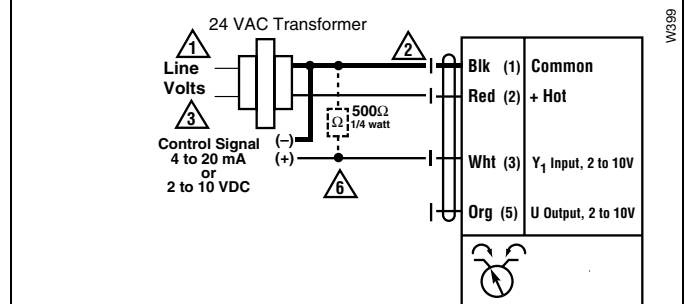 24 VAC Transformer
W399
1
Line
Volts
2
Blk (1) Common
Red (2) + Hot
3
Ω
500Ω
1/4 watt
Control Signal
4 to 20 mA
or
2 to 10 VDC
(–)
(+)
Wht (3) Y1 Input, 2 to 10V
6
Org (5) U Output, 2 to 10V